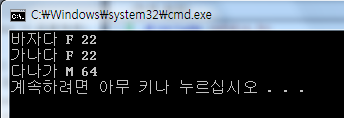 C:₩Windows₩system32₩cmd.exe
바자다 F 22
가나다 F 22
다나가 M 64
계속하려면 아무 키나 누르십시오 . . .